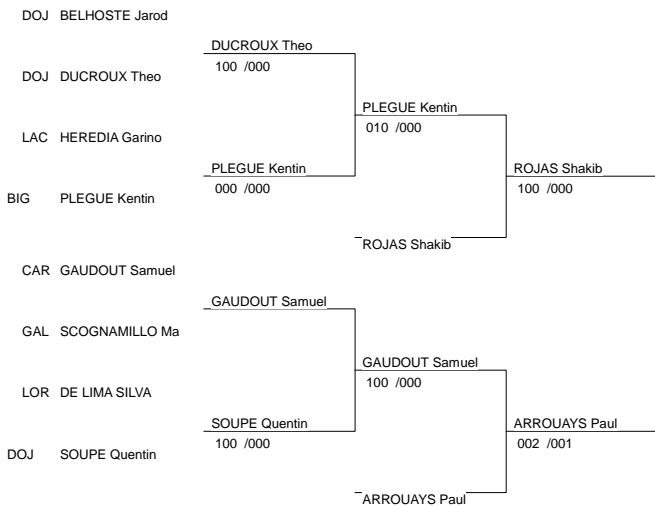 DOJ BELHOSTE Jarod
DUCROUX Theo
100 /000
DOJ DUCROUX Theo
PLEGUE Kentin
010 /000
LAC HEREDIA Garino
PLEGUE Kentin
000 /000
ROJAS Shakib
100 /000
BIG PLEGUE Kentin
ROJAS Shakib
CAR GAUDOUT Samuel
GAUDOUT Samuel
GAL SCOGNAMILLO Ma
GAUDOUT Samuel
100 /000
LOR DE LIMA SILVA
SOUPE Quentin
100 /000
ARROUAYS Paul
002 /001
DOJ SOUPE Quentin
ARROUAYS Paul